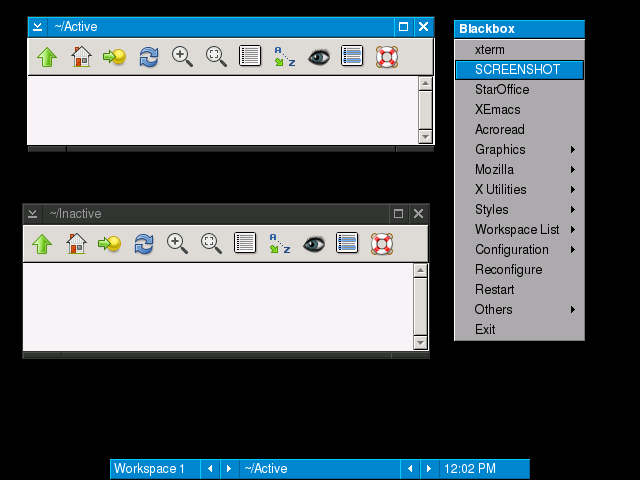 ~/Active
A
Z
~/Inactive
A
Z
Blackbox
xterm
SCREENSHOT
StarOffice
XEmacs
Acroread
Graphics
Mozilla
X Utilities
Styles
Workspace List
Configuration
Reconfigure
Restart
Others
Exit
Workspace 1
~/Active
12:02 PM